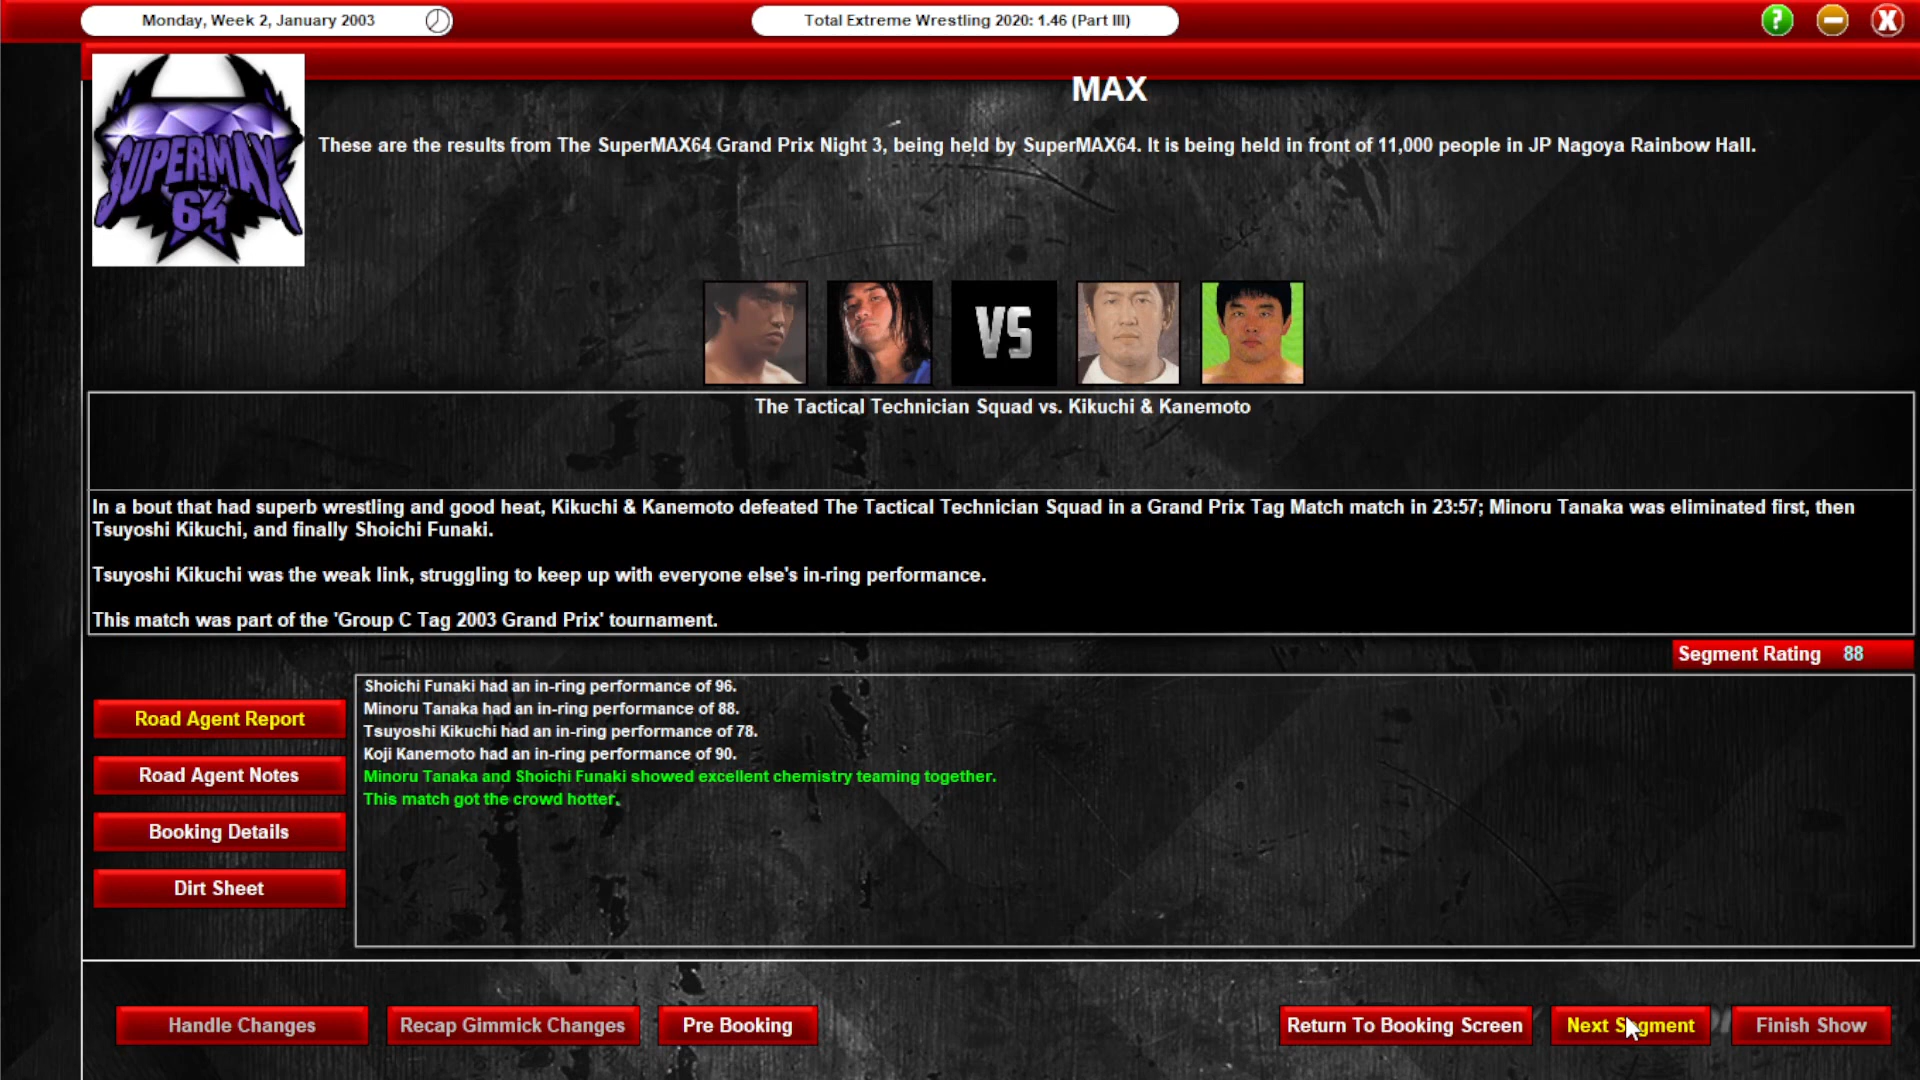 Monday, Week 2, January 2003
Total Extreme Wrestling 2020: 1.46 (Part III)
MAX
SUPERMAX
64
These are the results from The SuperMAX64 Grand Prix Night 3, being held by SuperMAX64. It is being held in front of 11,000 people in JP Nagoya Rainbow Hall.
VS
The Tactical Technician Squad vs. Kikuchi & Kanemoto
In a bout that had superb wrestling and good heat, Kikuchi & Kanemoto defeated The Tactical Technician Squad in a Grand Prix Tag Match match in 23:57; Minoru Tanaka was eliminated first, then
Tsuyoshi Kikuchi, and finally Shoichi Funaki.
Tsuyoshi Kikuchi was the weak link, struggling to keep up with everyone else's in-ring performance.
This match was part of the 'Group C Tag 2003 Grand Prix' tournament.
Segment Rating 88
Road Agent Report
Road Agent Notes
Booking Details
Dirt Sheet
Shoichi Funaki had an in-ring performance of 96.
Minoru Tanaka had an in-ring performance of 88.
Tsuyoshi Kikuchi had an in-ring performance of 78.
Koji Kanemoto had an in-ring performance of 90.
Minoru Tanaka and Shoichi Funaki showed excellent chemistry teaming together.
This match got the crowd hotter.
Handle Changes
Recap Gimmick Changes
Pre Booking
Return To Booking Screen
Next Segment
Finish Show